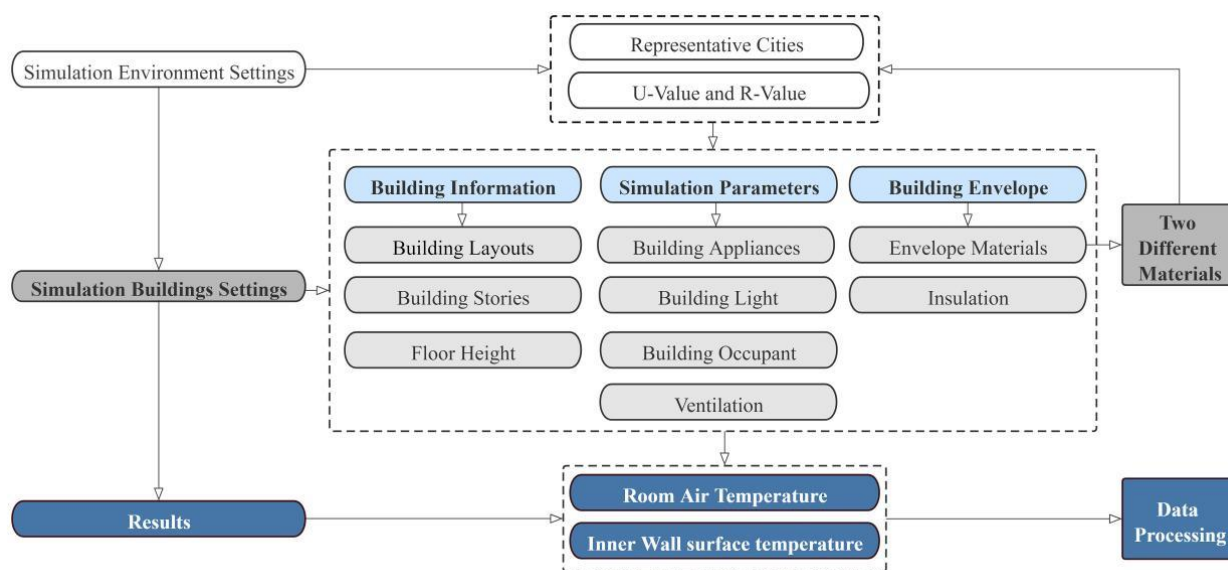 Representative Cities
Simulation Environment Settings
U-Value and R-Value
Building Information
Simulation Parameters
Building Envelope
Building Layouts
Building Appliances
Envelope Materials
Two
Different
Materials
Simulation Buildings Settings
Building Stories
Building Light
Insulation
Floor Height
Building Occupant
Ventilation
Room Air Temperature
Results
Inner Wall surface temperature
Data
Processing